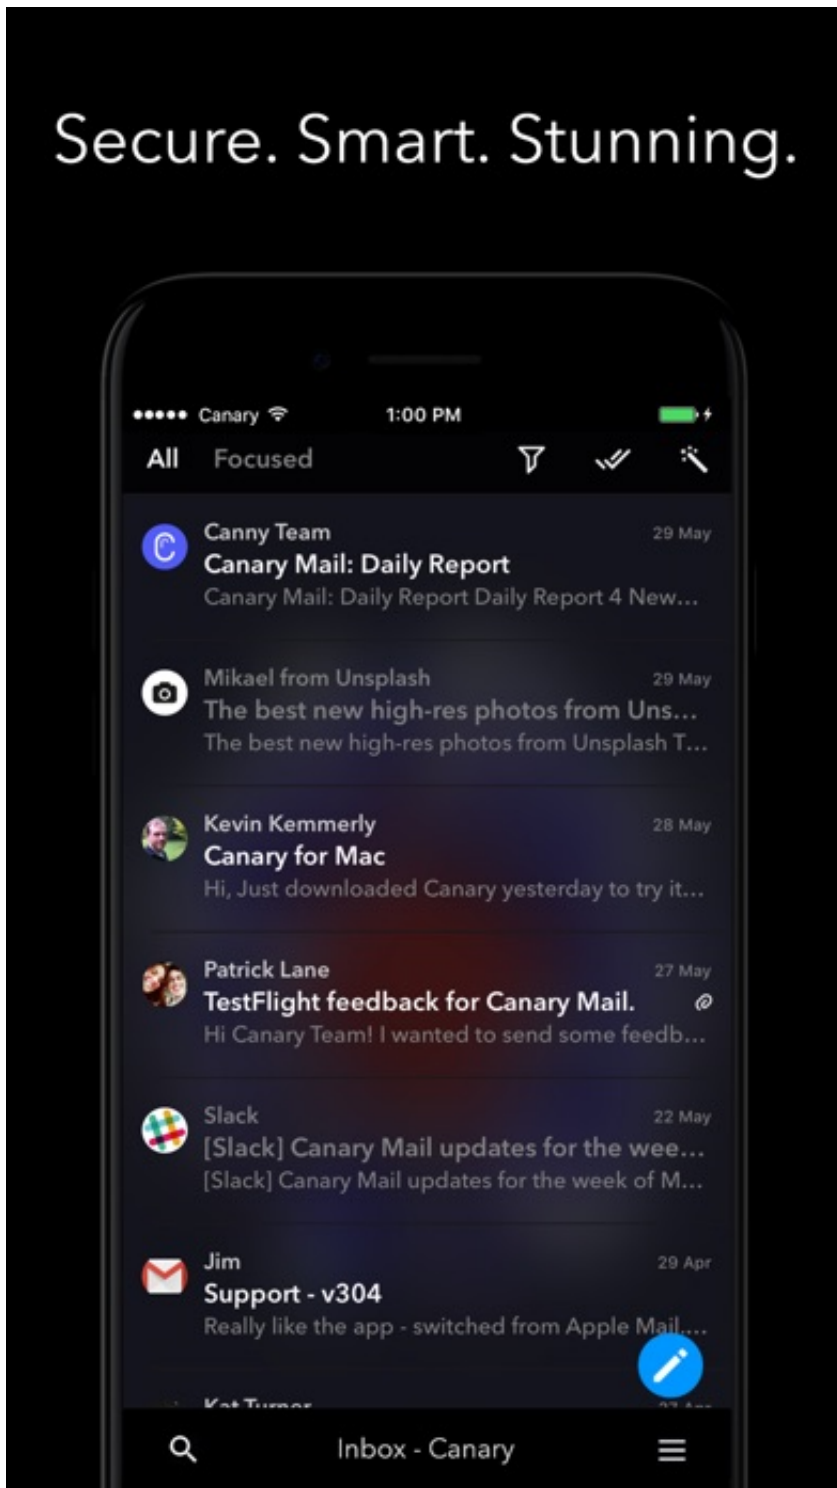 Secure. Smart. Stunning.
Canary 1:00 PM
All Focused
Canny Team 29 May
Canary Mail: Daily Report
Canary Mail: Daily Report Daily Report 4 New...
Mikael from Unsplash 29 May
The best new high-res photos from Uns...
The best new high-res photos from Unsplash T...
Kevin Kemmerly 28 May
Canary for Mac
Hi, Just downloaded Canary yesterday to try it...
Patrick Lane 27 May
TestFlight feedback for Canary Mail.
Hi Canary Team! I wanted to send some feedb...
Slack 22 May
[Slack] Canary Mail updates for the wee...
[Slack] Canary Mail updates for the week of M...
Jim 29 Apr
Support - v304
Really like the app - switched from Apple Mail....
Kat Turner 27 Apr
Inbox - Canary